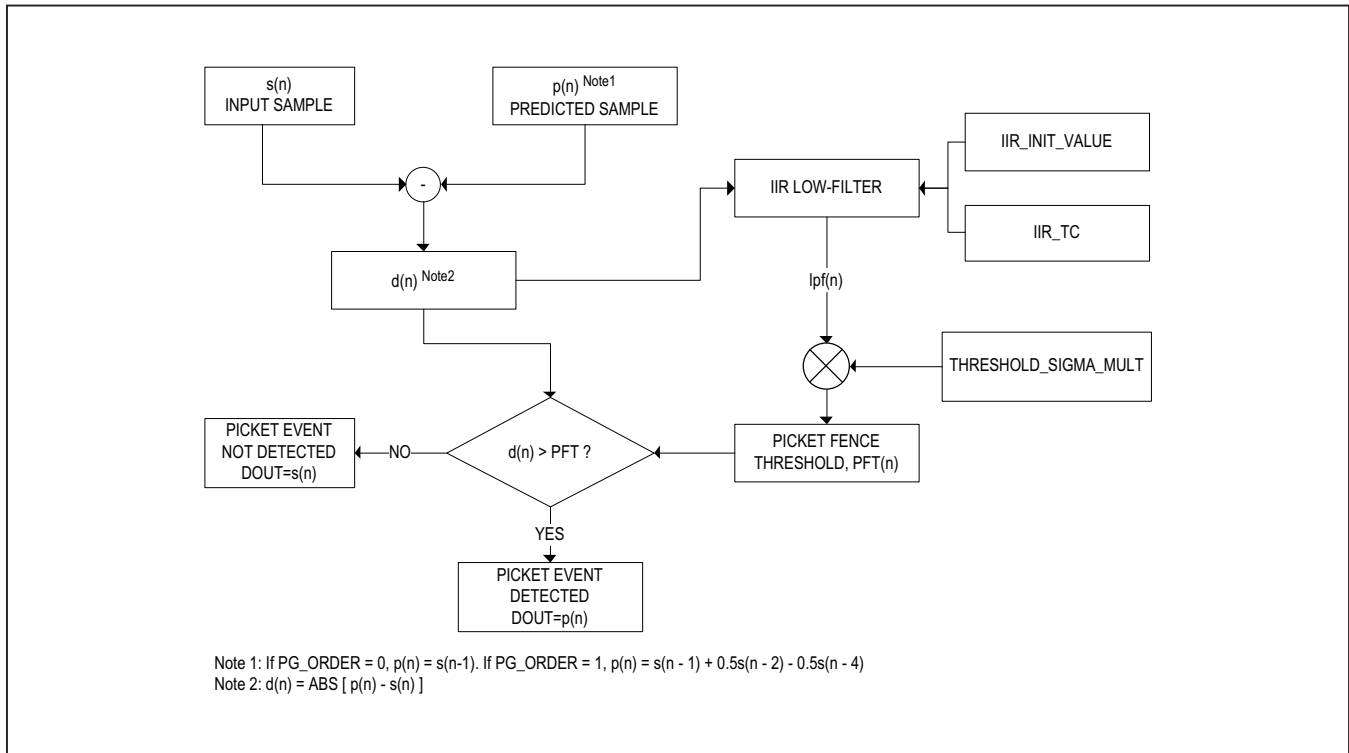 s(n)
INPUT SAMPLE
p(n) Note1
PREDICTED SAMPLE
IIR_INIT_VALUE
IIR LOW-FILTER
IIR_TC
-
d(n) Note2
lpf(n)
THRESHOLD_SIGMA_MULT
PICKET EVENT
NOT DETECTED
DOUT=s(n)
NO
d(n) > PFT ?
PICKET FENCE
THRESHOLD, PFT(n)
YES
PICKET EVENT
DETECTED
DOUT=p(n)
Note 1: If PG_ORDER = 0, p(n) = s(n-1). If PG_ORDER = 1, p(n) = s(n - 1) + 0.5s(n - 2) - 0.5s(n - 4)
Note 2: d(n) = ABS [ p(n) - s(n) ]